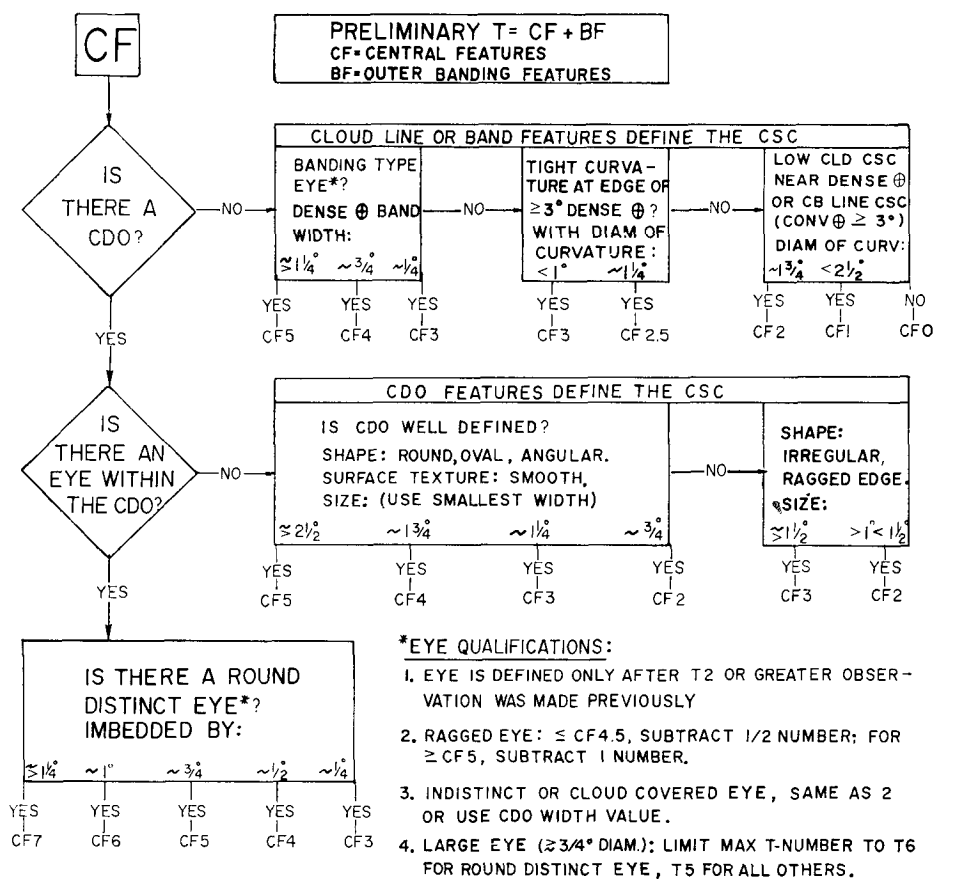 CF
PRELIMINARY T= CF + BF
CF=CENTRAL FEATURES
BF=OUTER BANDING FEATURES
IS
THERE A
CDO?
NO
YES
CLOUD LINE OR BAND FEATURES DEFINE THE CSC
BANDING TYPE
EYE*?
DENSE ⊕ BAND
WIDTH:
≳1¼° ~¾° ~¼°
YES YES YES
CF5 CF4 CF3
NO
TIGHT CURVA-
TURE AT EDGE OF
≥3° DENSE ⊕?
WITH DIAM OF
CURVATURE:
<1° ~1¼°
YES YES
CF3 CF2.5
NO
LOW CLD CSC
NEAR DENSE ⊕
OR CB LINE CSC
(CONV ⊕ ≥ 3°)
DIAM OF CURV:
~1¾° <2½°
YES YES NO
CF2 CF1 CF0
IS
THERE AN
EYE WITHIN
THE CDO?
NO
YES
CDO FEATURES DEFINE THE CSC
IS CDO WELL DEFINED?
SHAPE: ROUND, OVAL, ANGULAR.
SURFACE TEXTURE: SMOOTH,
SIZE: (USE SMALLEST WIDTH)
≳2½° ~1¾° ~1¼° ~¾°
YES YES YES YES
CF5 CF4 CF3 CF2
NO
SHAPE:
IRREGULAR,
RAGGED EDGE.
SIZE:
≳1½° >1°<1½°
YES YES
CF3 CF2
IS THERE A ROUND
DISTINCT EYE*?
IMBEDDED BY:
≳1¼° ~1° ~¾° ~½° ~¼°
YES YES YES YES YES
CF7 CF6 CF5 CF4 CF3
*EYE QUALIFICATIONS:
1. EYE IS DEFINED ONLY AFTER T2 OR GREATER OBSER-
VATION WAS MADE PREVIOUSLY
2. RAGGED EYE: ≤ CF4.5, SUBTRACT 1/2 NUMBER; FOR
≥CF5, SUBTRACT 1 NUMBER.
3. INDISTINCT OR CLOUD COVERED EYE, SAME AS 2
OR USE CDO WIDTH VALUE.
4. LARGE EYE (≳3/4° DIAM.): LIMIT MAX T-NUMBER TO T6
FOR ROUND DISTINCT EYE, T5 FOR ALL OTHERS.